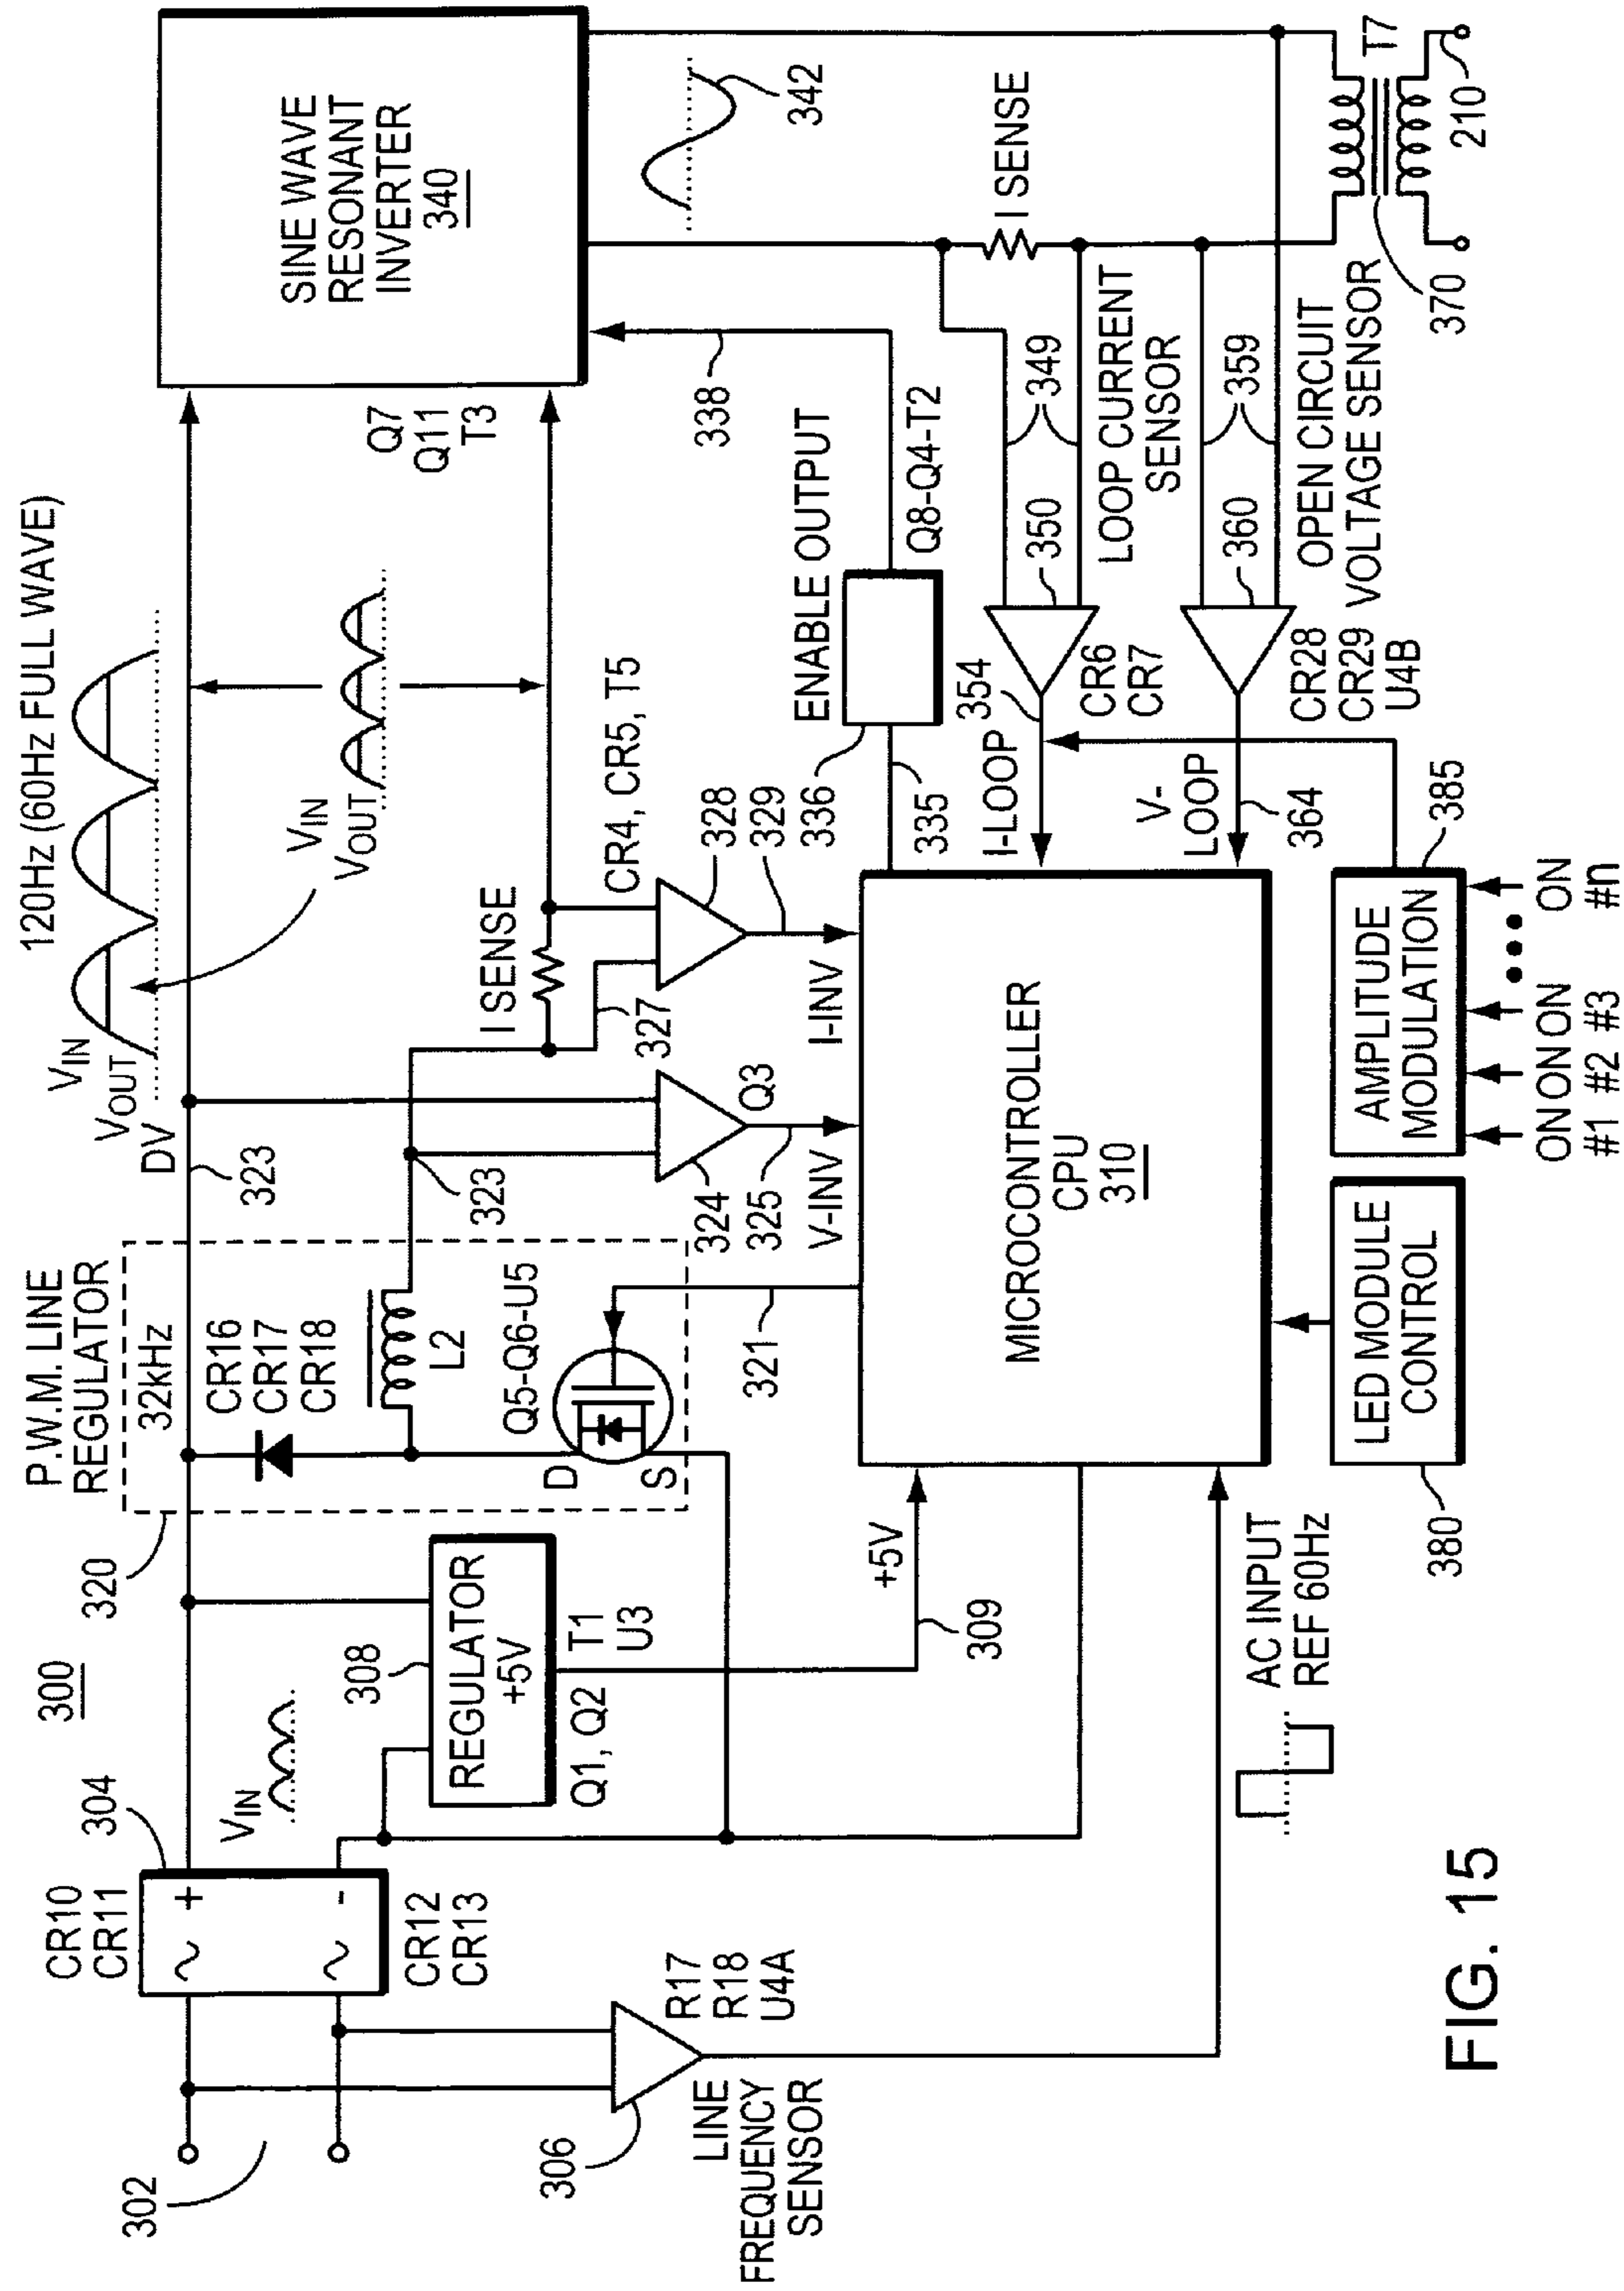 300
302
CR10
CR11
304
CR12
CR13
+
-
VIN
306
LINE
FREQUENCY
SENSOR
R17
R18
U4A
308
REGULATOR
+5V
T1
U3
Q1, Q2
+5V
309
AC INPUT
REF 60Hz
320
P.W.M. LINE
REGULATOR
32kHz
CR16
CR17
CR18
L2
Q5-Q6-U5
D
S
321
323
323
DV
VIN
VOUT
120Hz (60Hz FULL WAVE)
VIN
VOUT
324
325
Q3
V-INV
I SENSE
327
CR4, CR5, T5
328
329
I-INV
MICROCONTROLLER
CPU
310
335
336
ENABLE OUTPUT
Q8-Q4-T2
338
Q7
Q11
T3
SINE WAVE
RESONANT
INVERTER
340
342
I SENSE
349
LOOP CURRENT
SENSOR
350
354
CR6
CR7
I-LOOP
359
OPEN CIRCUIT
VOLTAGE SENSOR
360
CR28
CR29
U4B
V-
LOOP
364
370
T7
210
LED MODULE
CONTROL
380
AMPLITUDE
MODULATION
385
ON ON ON ON
#1 #2 #3 #n
FIG. 15